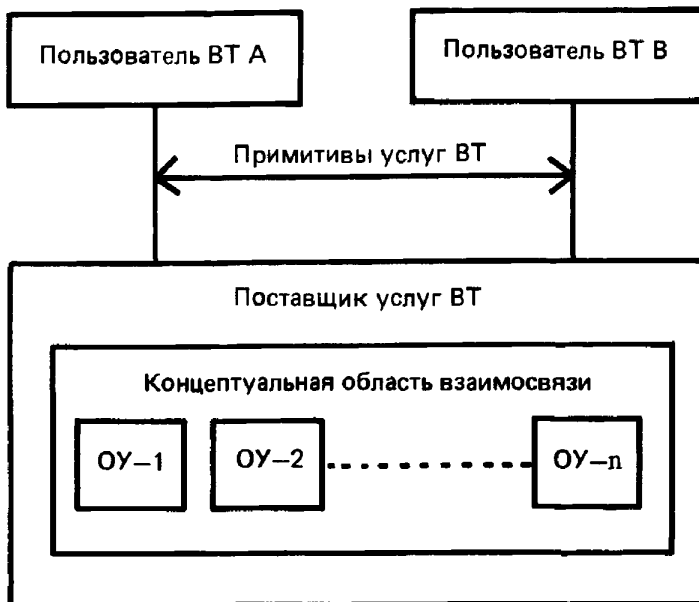 Пользователь ВТ А
Пользователь ВТ В
Примитивы услуг ВТ
Поставщик услуг ВТ
Концептуальная область взаимосвязи
ОУ—1
ОУ—2
ОУ—n